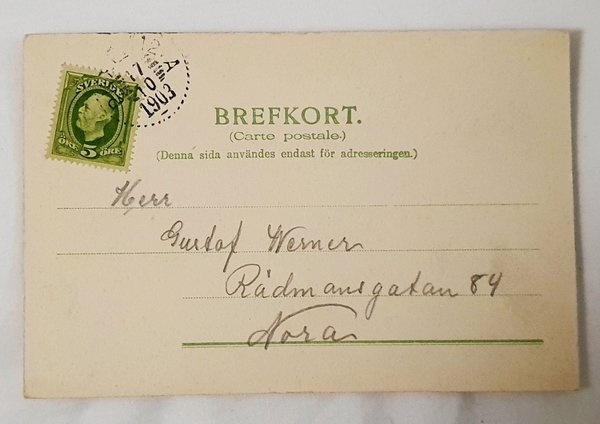 17
10
1903
SVERIGE
ÖRE 5 ÖRE
BREFKORT.
(Carte postale.)
(Denna sida användes endast för adresseringen.)
Herr
Gustaf Werner
Rådmansgatan 84
Nora